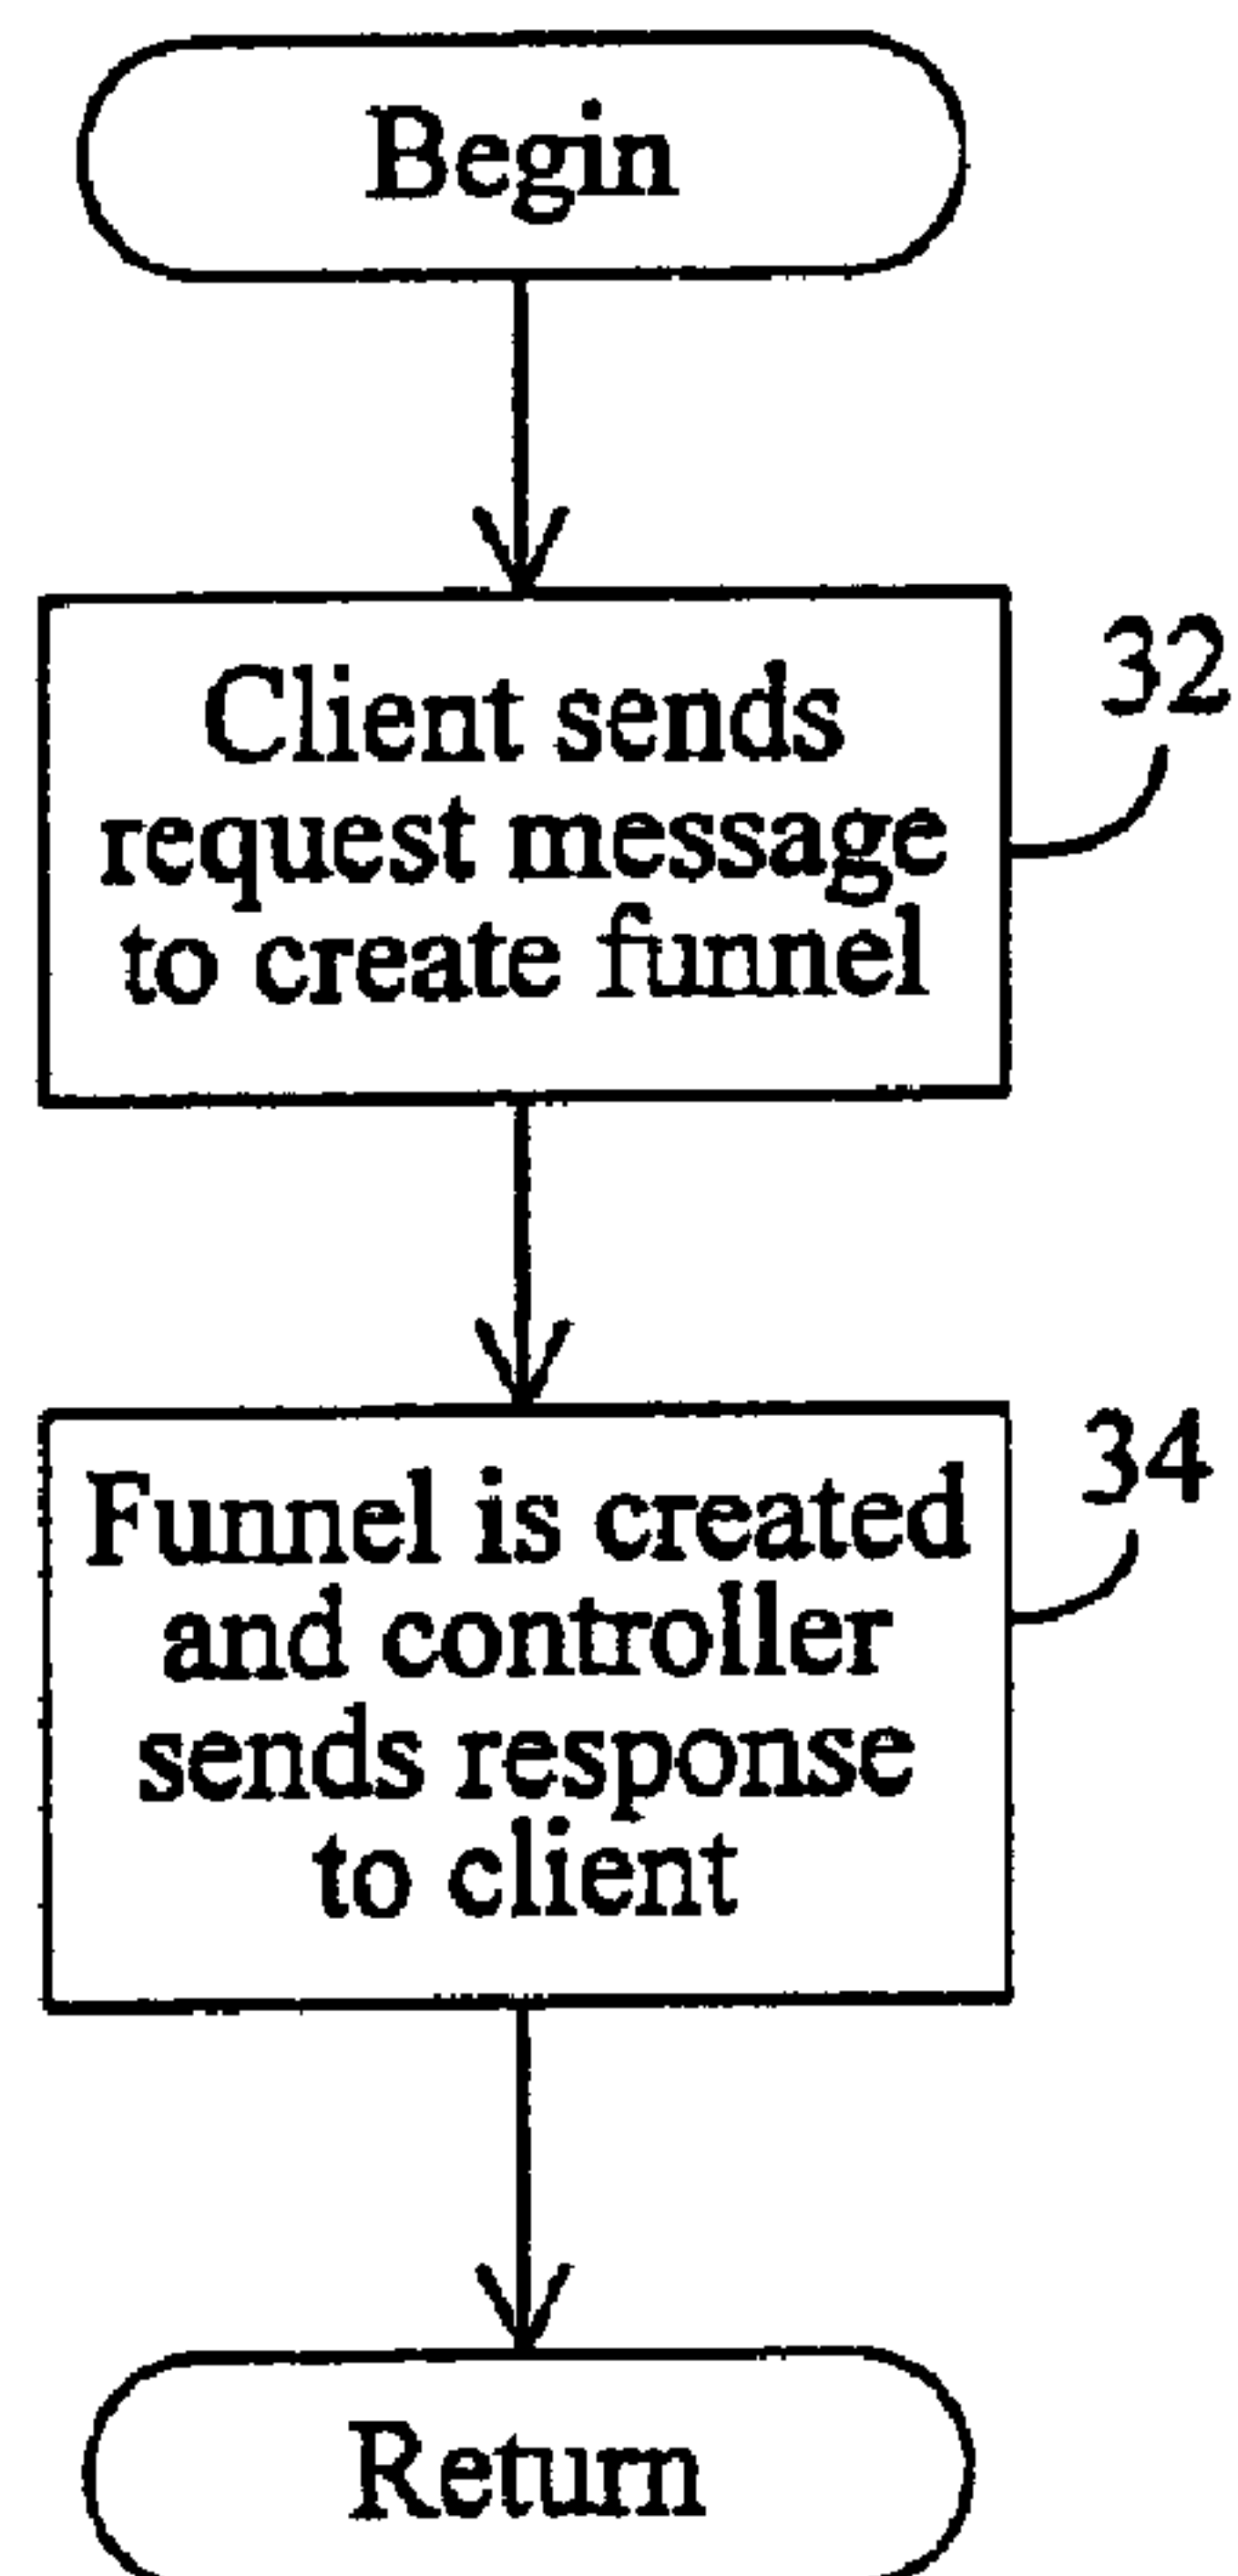 Begin
Client sends
request message
to create funnel
32
Funnel is created
and controller
sends response
to client
34
Return